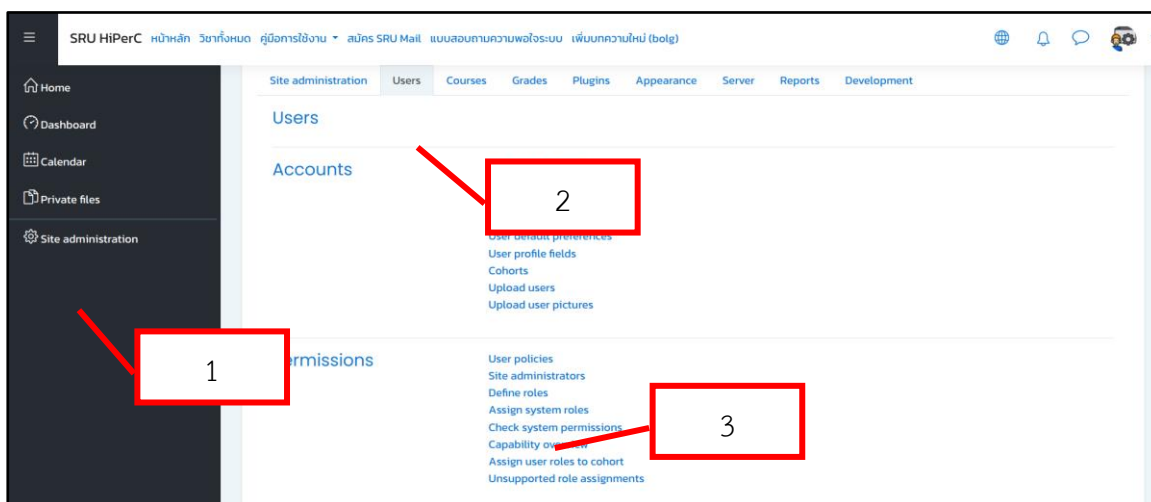 SRU HiPerC หน้าหลัก วิชาทั้งหมด คู่มือการใช้งาน สมัคร SRU Mail แบบสอบถามความพอใจระบบ เพิ่มบทความใหม่ (bolg)
Home
Dashboard
Calendar
Private files
Site administration
Site administration Users Courses Grades Plugins Appearance Server Reports Development
Users
Accounts
2
User default preferences
User profile fields
Cohorts
Upload users
Upload user pictures
1
ermissions
User policies
Site administrators
Define roles
Assign system roles
Check system permissions
Capability overview
Assign user roles to cohort
Unsupported role assignments
3